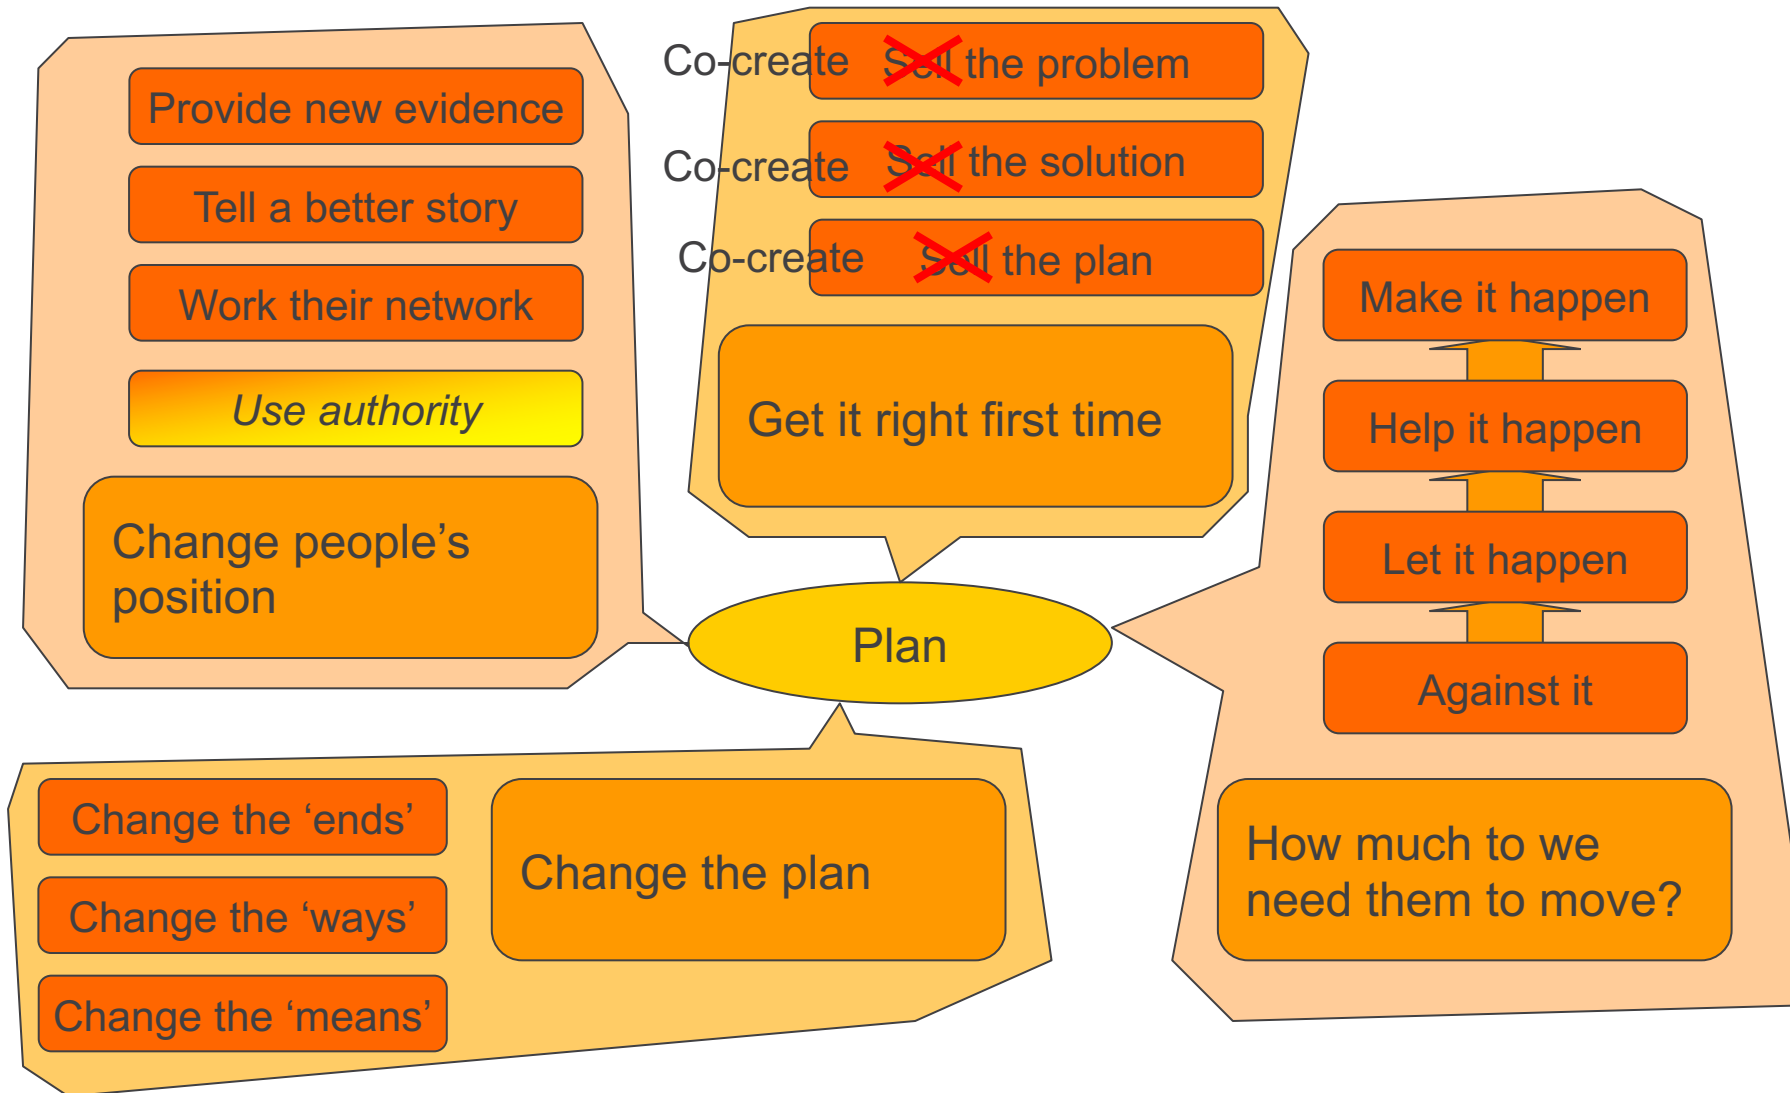 Provide new evidence
Tell a better story
Work their network
Use authority
Change people’s
position
Co-create Sell the problem
Co-create Sell the solution
Co-create Sell the plan
Get it right first time
Make it happen
Help it happen
Let it happen
Against it
How much to we
need them to move?
Plan
Change the ‘ends’
Change the ‘ways’
Change the ‘means’
Change the plan